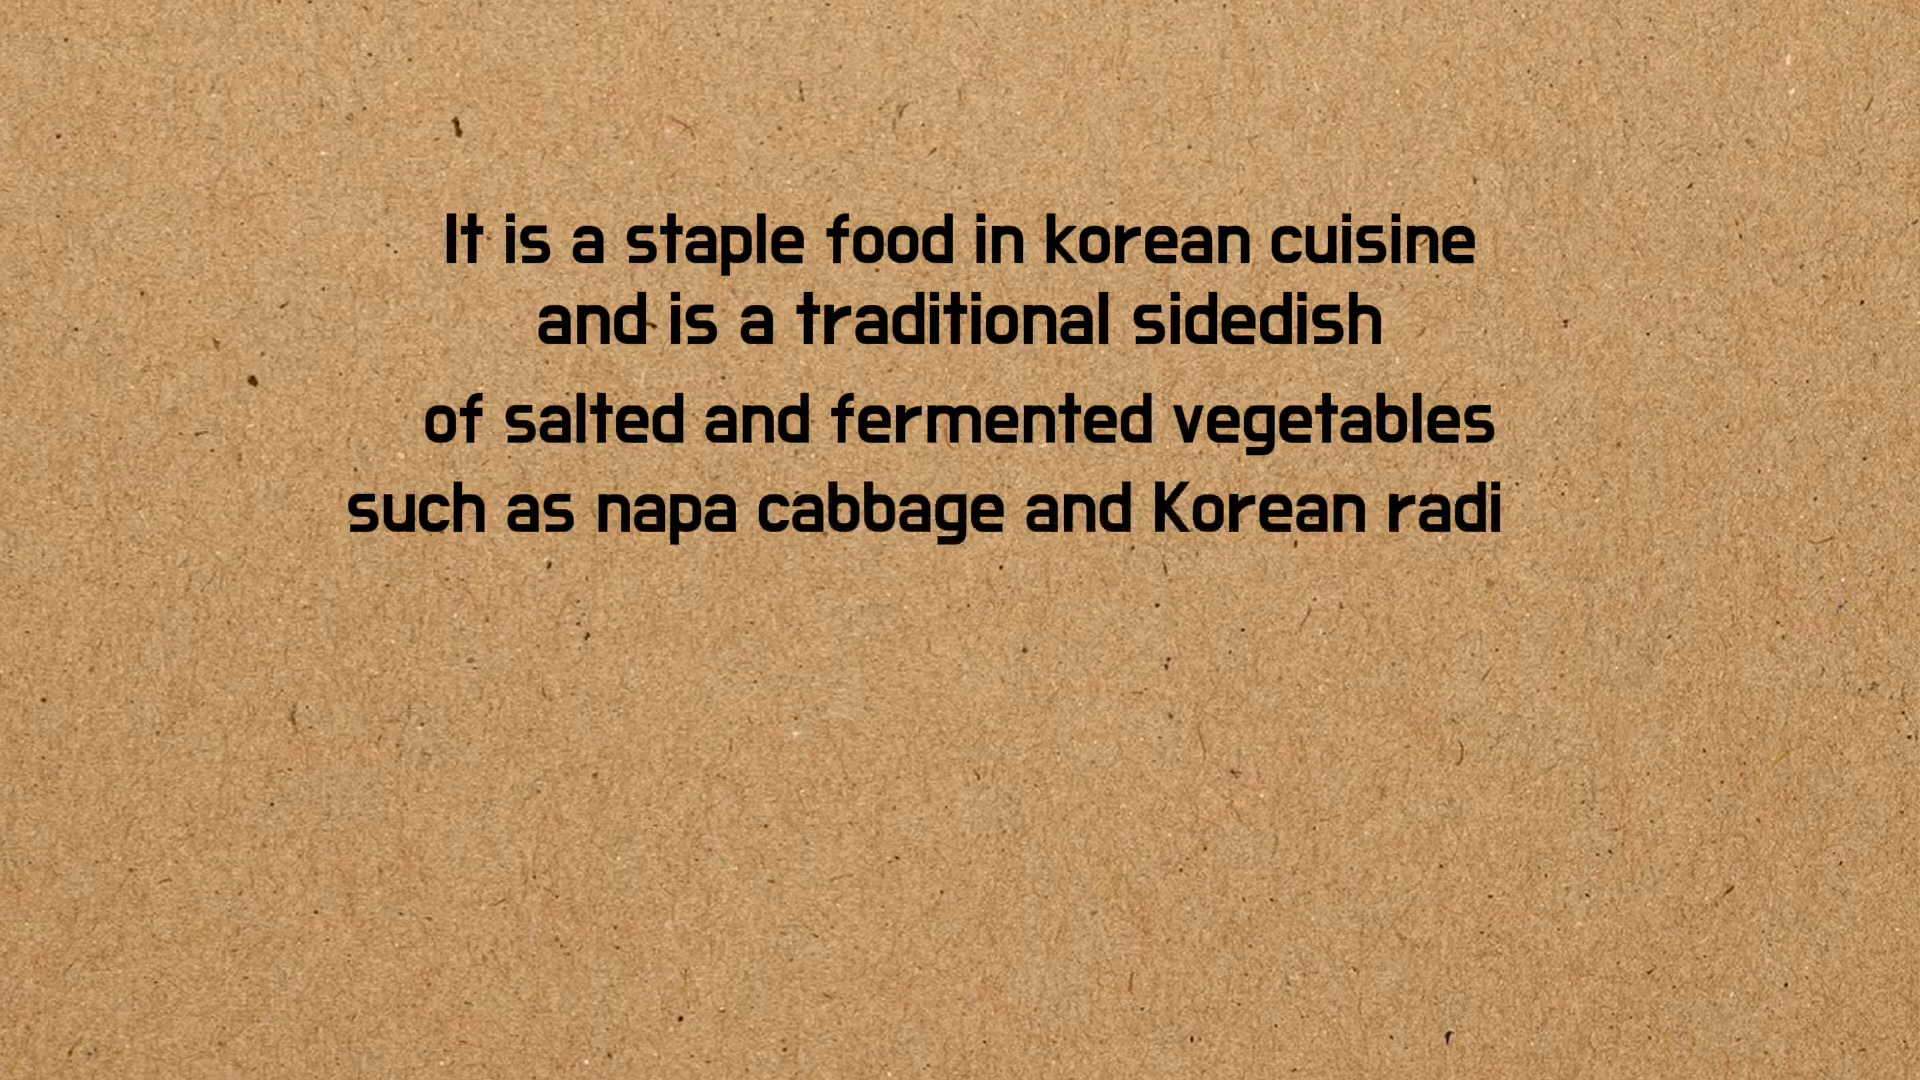 It is a staple food in korean cuisine
and is a traditional sidedish
of salted and fermented vegetables
such as napa cabbage and Korean radi